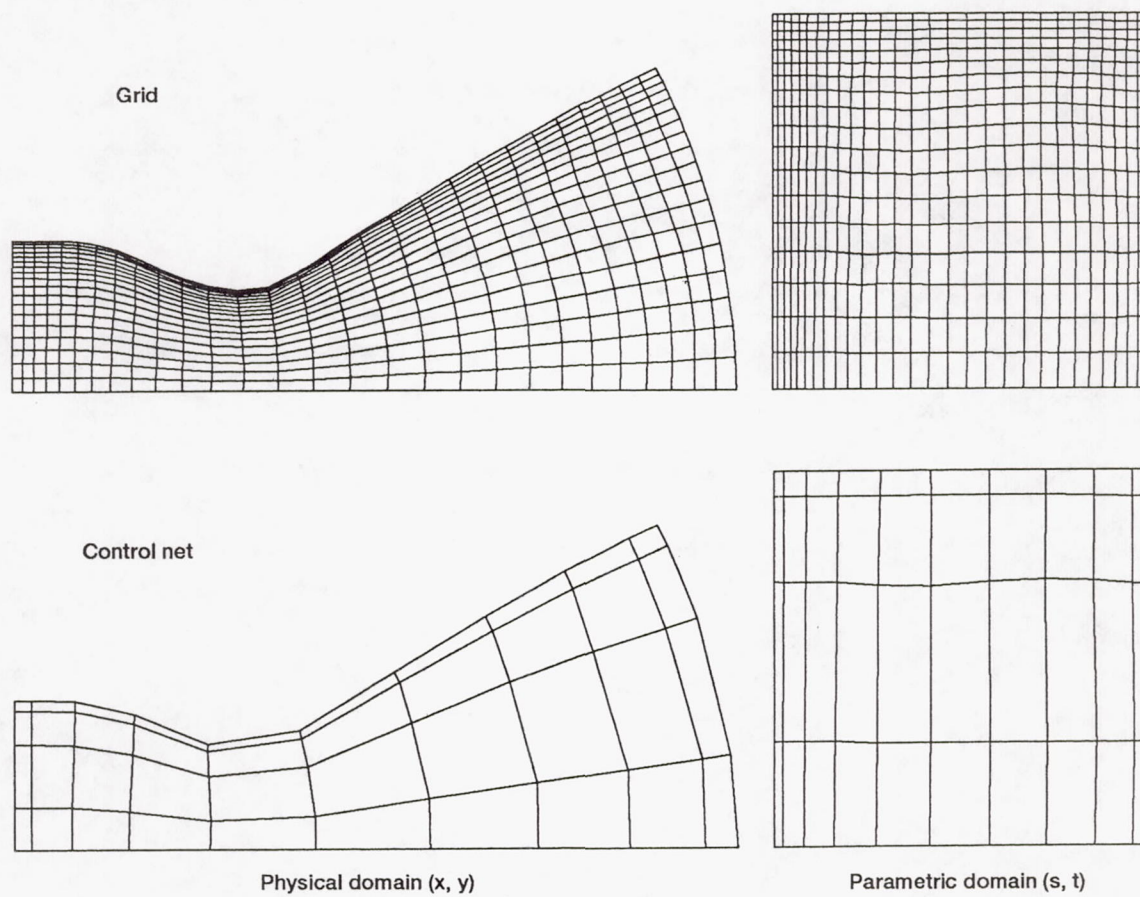 Grid
Control net
Physical domain (x, y)
Parametric domain (s, t)